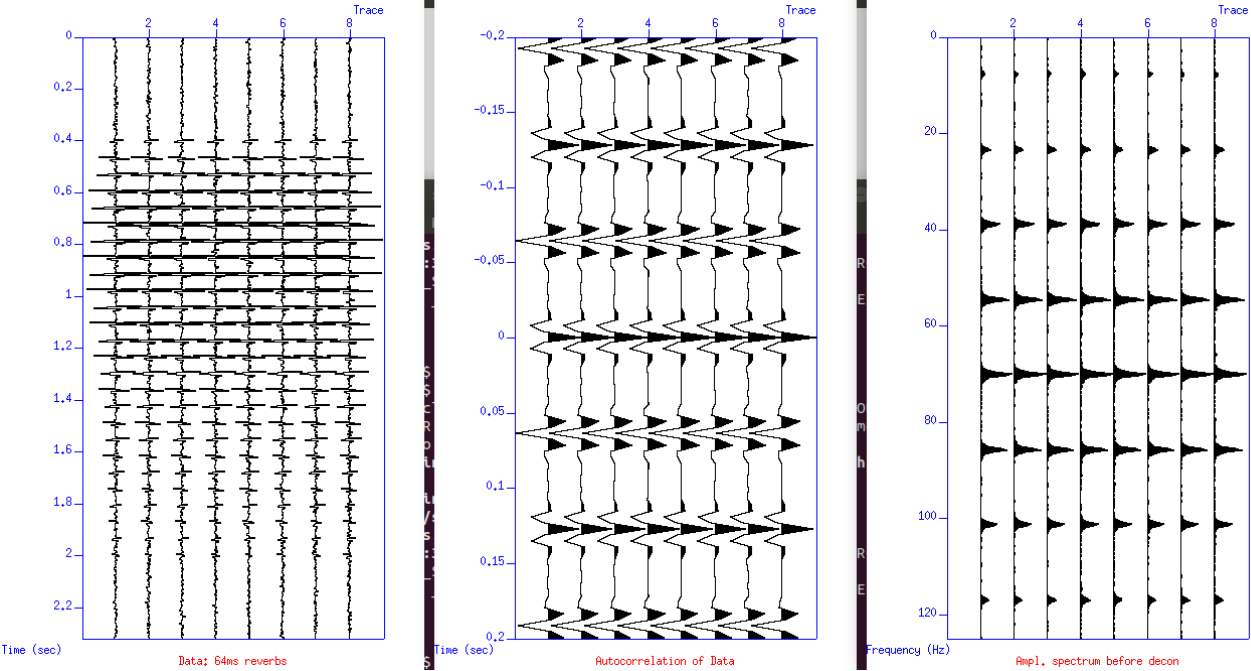 Trace
2 4 6 8
0
0.2
0.4
0.6
0.8
1
1.2
1.4
1.6
1.8
2
2.2
Time (sec)
Data: 64ms reverbs
Trace
2 4 6 8
-0.2
-0.15
-0.1
-0.05
0
0.05
0.1
0.15
0.2
Time (sec)
Autocorrelation of Data
Trace
2 4 6 8
0
20
40
60
80
100
120
Frequency (Hz)
Ampl. spectrum before decon